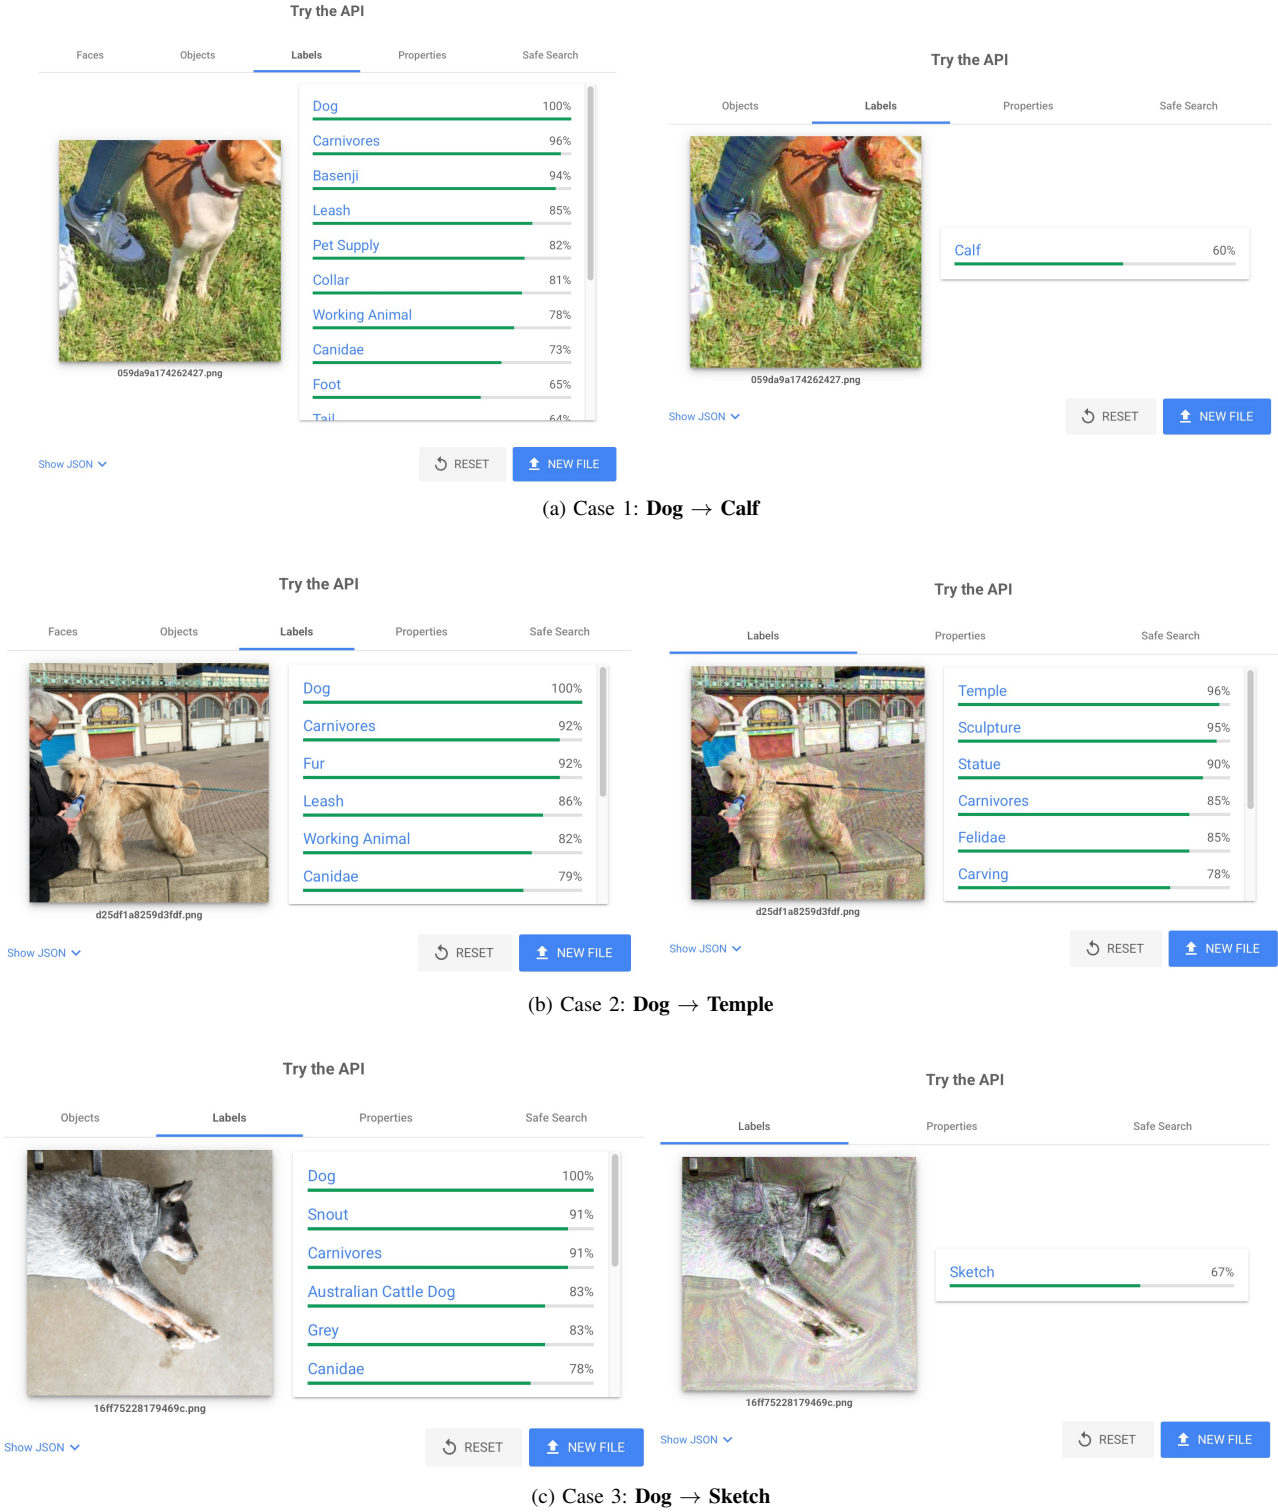 Try the API
Faces Objects Labels Properties Safe Search
Dog 100%
Carnivores 96%
Basenji 94%
Leash 85%
Pet Supply 82%
Collar 81%
Working Animal 78%
Canidae 73%
Foot 65%
Tail 64%
059da9a174262427.png
Show JSON
RESET NEW FILE
Try the API
Objects Labels Properties Safe Search
Calf 60%
059da9a174262427.png
Show JSON
RESET NEW FILE
(a) Case 1: Dog → Calf
Try the API
Faces Objects Labels Properties Safe Search
Dog 100%
Carnivores 92%
Fur 92%
Leash 86%
Working Animal 82%
Canidae 79%
d25df1a8259d3fdf.png
Show JSON
RESET NEW FILE
Try the API
Labels Properties Safe Search
Temple 96%
Sculpture 95%
Statue 90%
Carnivores 85%
Felidae 85%
Carving 78%
d25df1a8259d3fdf.png
Show JSON
RESET NEW FILE
(b) Case 2: Dog → Temple
Try the API
Objects Labels Properties Safe Search
Dog 100%
Snout 91%
Carnivores 91%
Australian Cattle Dog 83%
Grey 83%
Canidae 78%
16ff75228179469c.png
Show JSON
RESET NEW FILE
Try the API
Labels Properties Safe Search
Sketch 67%
16ff75228179469c.png
Show JSON
RESET NEW FILE
(c) Case 3: Dog → Sketch